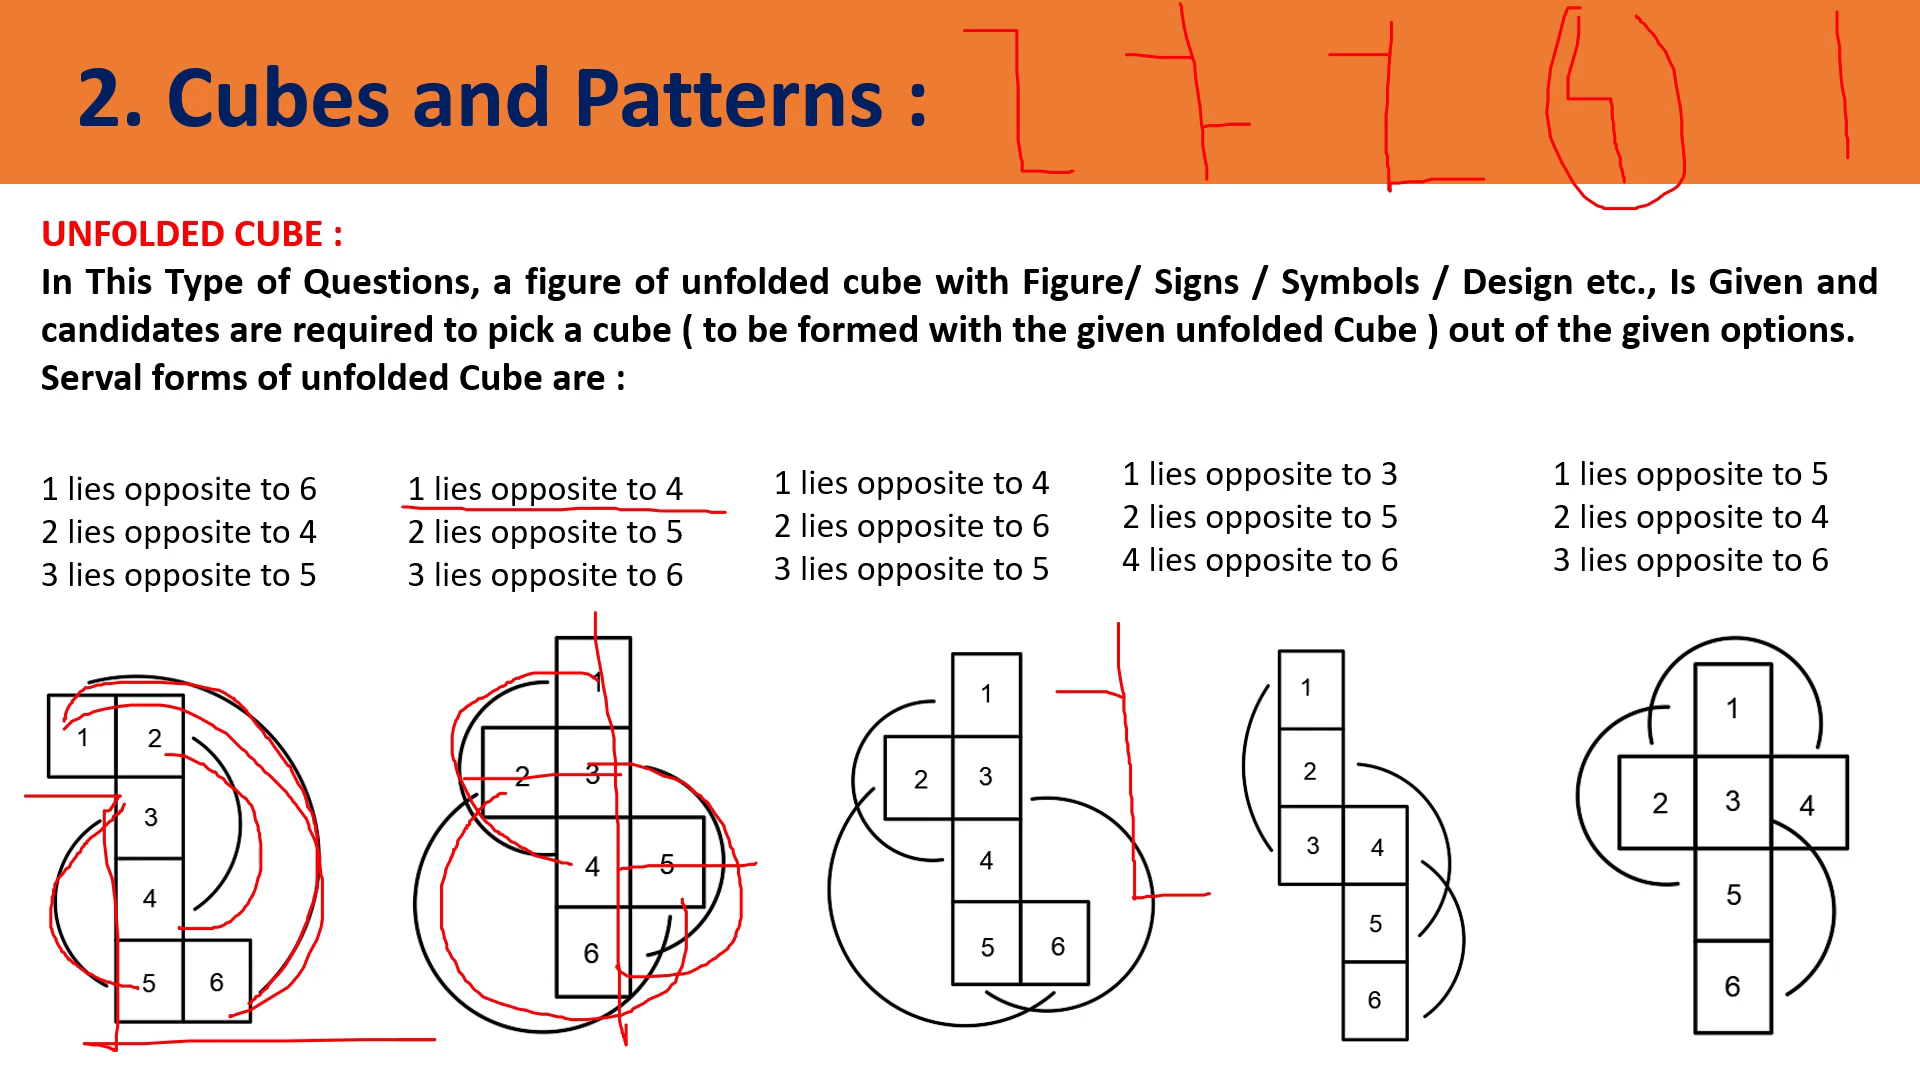 2. Cubes and Patterns :
UNFOLDED CUBE :
In This Type of Questions, a figure of unfolded cube with Figure/ Signs / Symbols / Design etc., Is Given and
candidates are required to pick a cube ( to be formed with the given unfolded Cube ) out of the given options.
Serval forms of unfolded Cube are :
1 lies opposite to 6
2 lies opposite to 4
3 lies opposite to 5
1 lies opposite to 4
2 lies opposite to 5
3 lies opposite to 6
1 lies opposite to 4
2 lies opposite to 6
3 lies opposite to 5
1 lies opposite to 3
2 lies opposite to 5
4 lies opposite to 6
1 lies opposite to 5
2 lies opposite to 4
3 lies opposite to 6
1 2
3
4
5 6
1
2 3
4 5
6
1
2 3
4
5 6
1
2
3 4
5
6
1
2 3 4
5
6